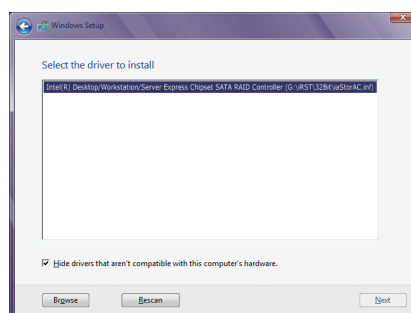 Windows Setup
Select the driver to install
Intel(R) Desktop/Workstation/Server Express Chipset SATA RAID Controller (G:\iRST\32Bit\iaStorAC.inf)
Hide drivers that aren't compatible with this computer's hardware.
Browse
Rescan
Next